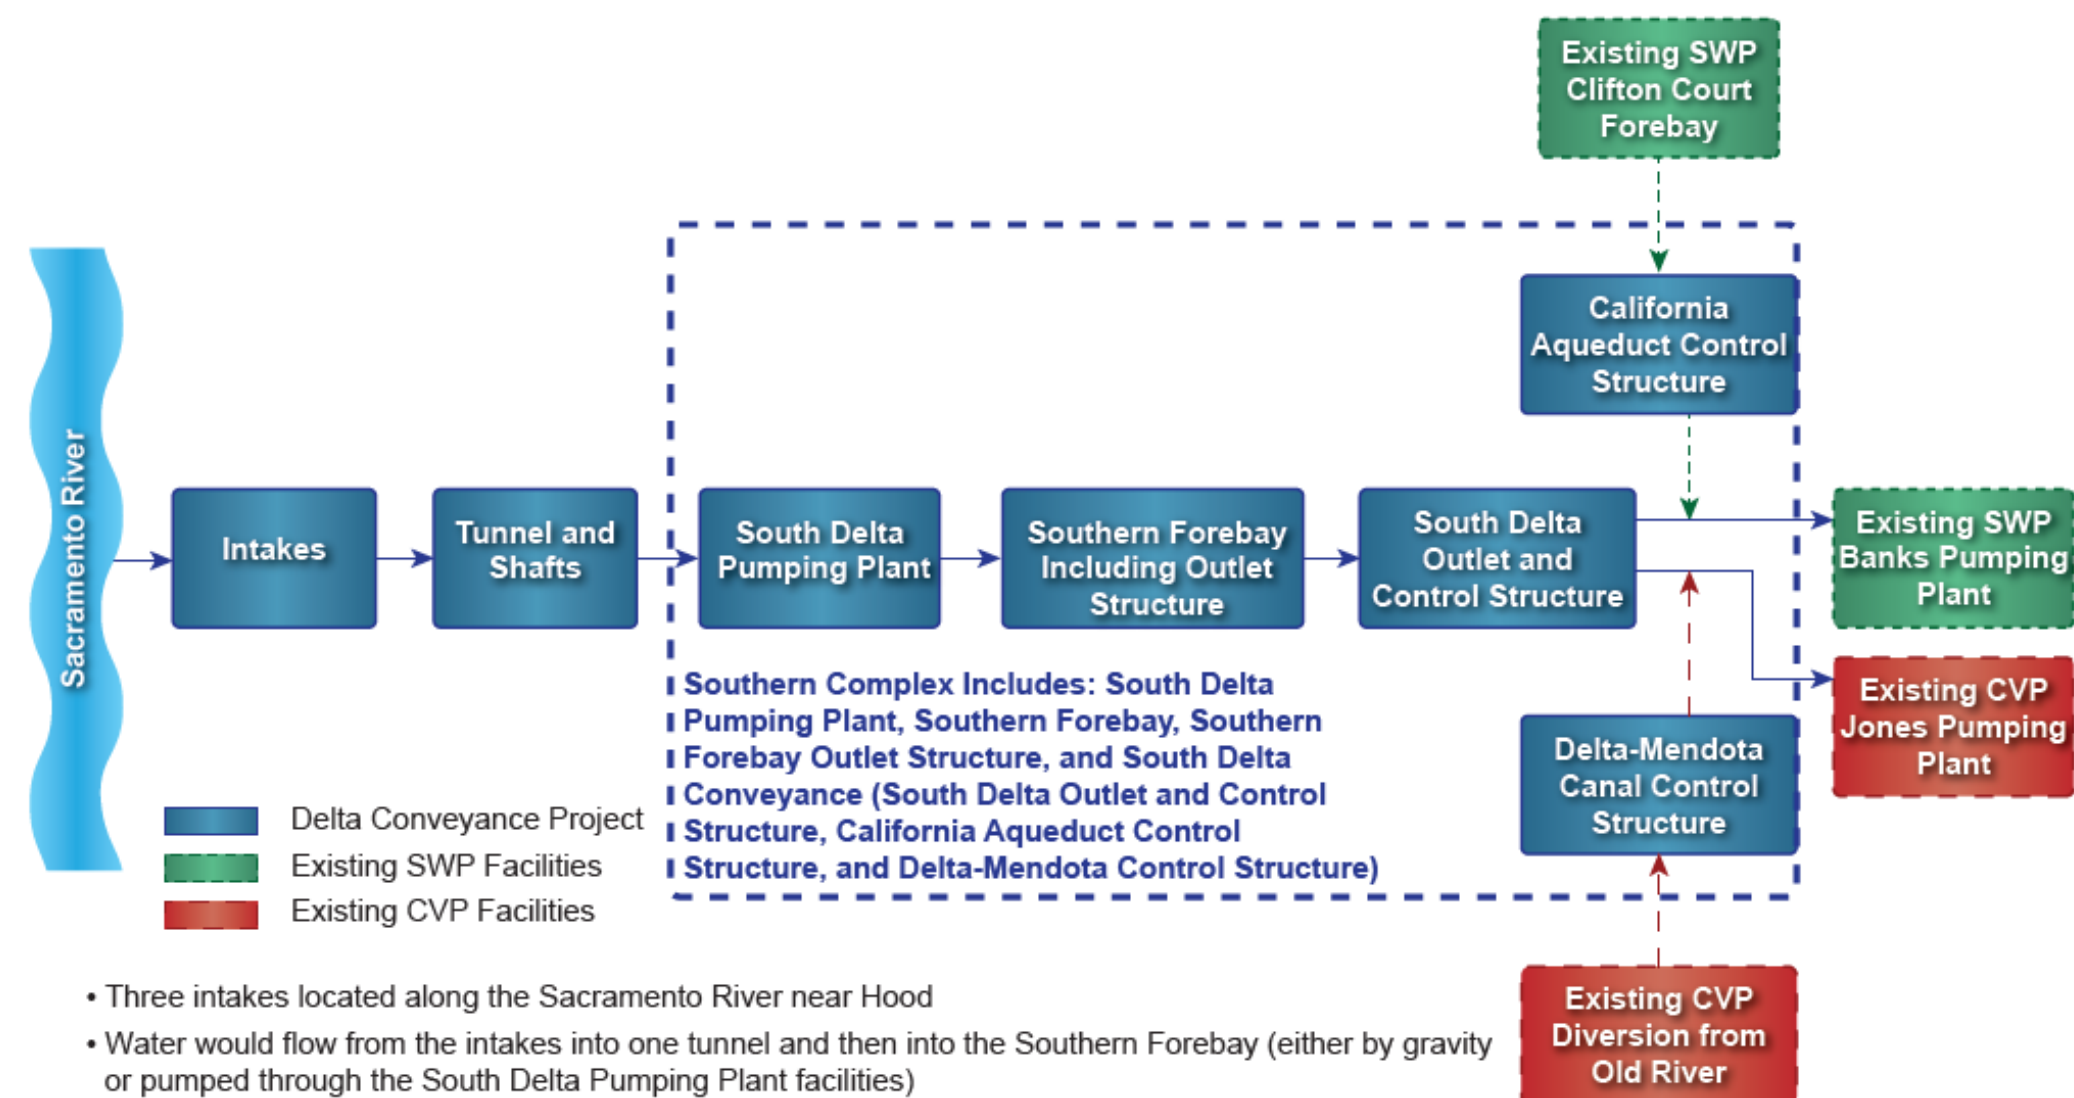 Existing SWP
Clifton Court
Forebay
California
Aqueduct Control
Structure
Sacramento River
Intakes
Tunnel and
Shafts
South Delta
Pumping Plant
Southern Forebay
Including Outlet
Structure
South Delta
Outlet and
Control Structure
Existing SWP
Banks Pumping
Plant
Existing CVP
Jones Pumping
Plant
Southern Complex Includes: South Delta
Pumping Plant, Southern Forebay, Southern
Forebay Outlet Structure, and South Delta
Conveyance (South Delta Outlet and Control
Structure, California Aqueduct Control
Structure, and Delta-Mendota Control Structure)
Delta-Mendota
Canal Control
Structure
Delta Conveyance Project
Existing SWP Facilities
Existing CVP Facilities
Existing CVP
Diversion from
Old River
• Three intakes located along the Sacramento River near Hood
• Water would flow from the intakes into one tunnel and then into the Southern Forebay (either by gravity
or pumped through the South Delta Pumping Plant facilities)